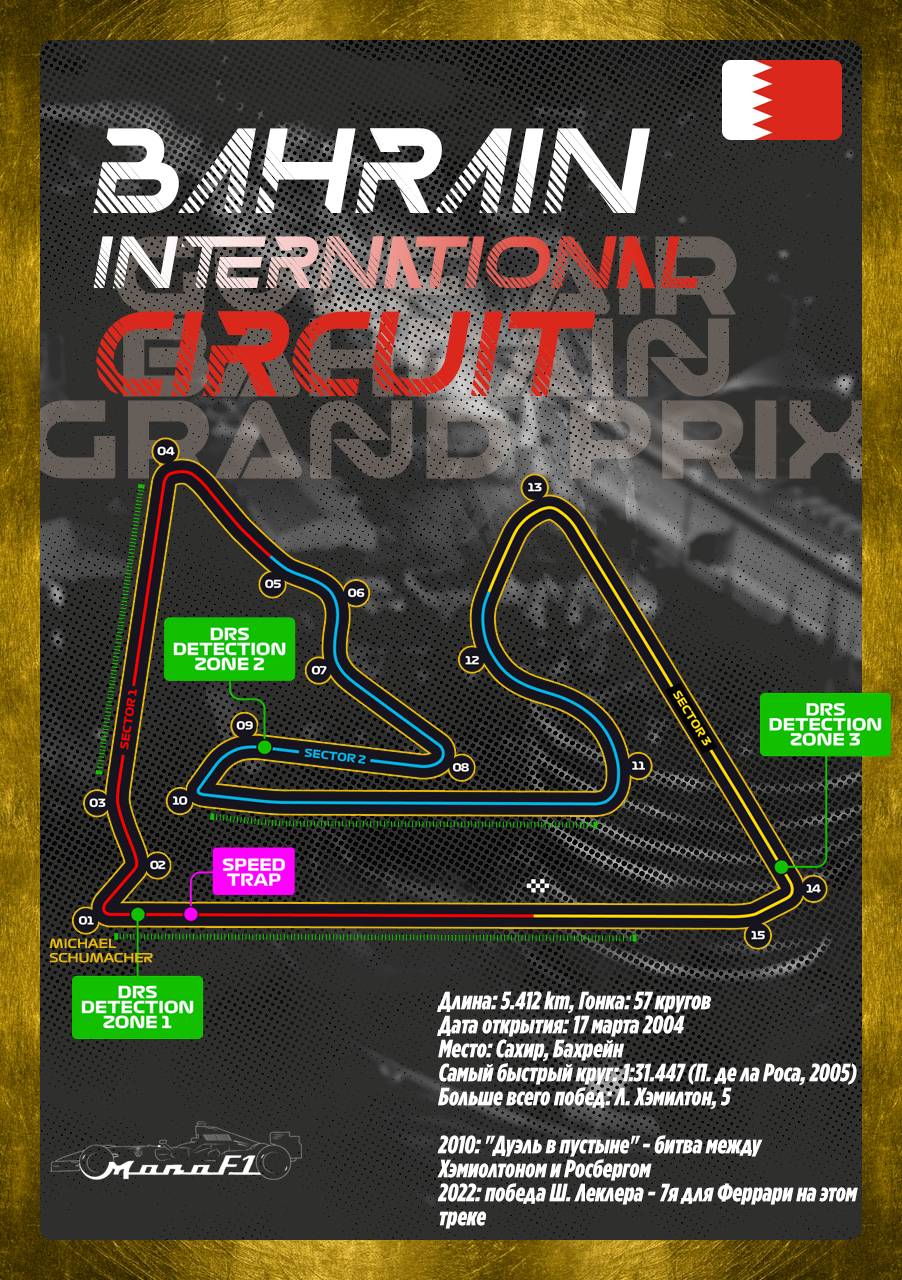 BAHRAIN
INTERNATIONAL
CIRCUIT
GULF AIR
BAHRAIN
GRAND PRIX
04
13
05
06
DRS
DETECTION
ZONE 2
12
07
SECTOR 1
SECTOR 3
DRS
DETECTION
ZONE 3
09
SECTOR 2
08
11
10
03
02
SPEED
TRAP
14
01
15
MICHAEL
SCHUMACHER
DRS
DETECTION
ZONE 1
Длина: 5.412 km, Гонка: 57 кругов
Дата открытия: 17 марта 2004
Место: Сахир, Бахрейн
Самый быстрый круг: 1:31.447 (П. де ла Роса, 2005)
Больше всего побед: Л. Хэмилтон, 5
2010: "Дуэль в пустыне" - битва между
Хэмиолтоном и Росбергом
2022: победа Ш. Леклера - 7я для Феррари на этом
треке
МапаF1